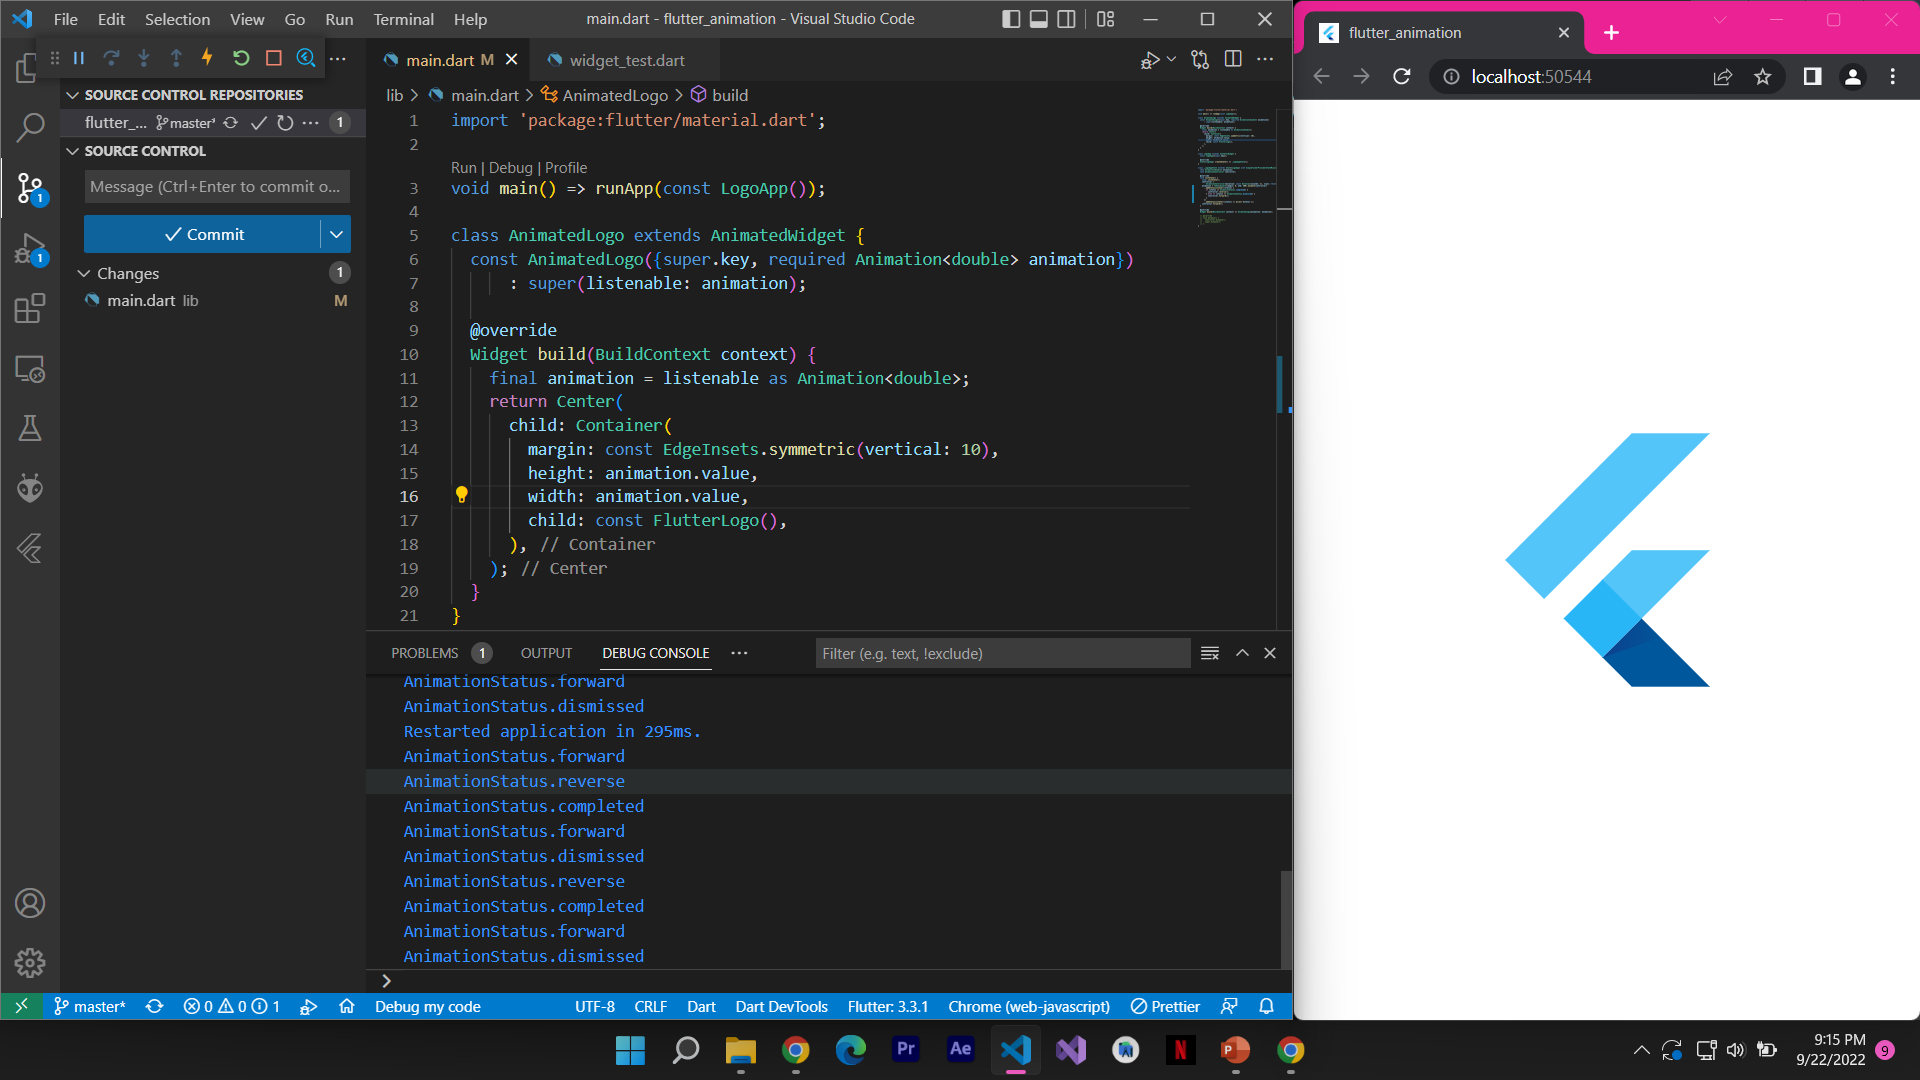 File Edit Selection View Go Run Terminal Help
main.dart - flutter_animation - Visual Studio Code
SOURCE CONTROL REPOSITORIES
flutter_... master* 1
SOURCE CONTROL
Message (Ctrl+Enter to commit o...
Commit
Changes 1
main.dart lib M
1
1
main.dart M
widget_test.dart
lib > main.dart > AnimatedLogo > build
1 import 'package:flutter/material.dart';
2
Run | Debug | Profile
3 void main() => runApp(const LogoApp());
4
5 class AnimatedLogo extends AnimatedWidget {
6 const AnimatedLogo({super.key, required Animation<double> animation})
7 : super(listenable: animation);
8
9 @override
10 Widget build(BuildContext context) {
11 final animation = listenable as Animation<double>;
12 return Center(
13 child: Container(
14 margin: const EdgeInsets.symmetric(vertical: 10),
15 height: animation.value,
16 width: animation.value,
17 child: const FlutterLogo(),
18 ), // Container
19 ); // Center
20 }
21 }
PROBLEMS 1 OUTPUT DEBUG CONSOLE ...
Filter (e.g. text, !exclude)
AnimationStatus.forward
AnimationStatus.dismissed
Restarted application in 295ms.
AnimationStatus.forward
AnimationStatus.reverse
AnimationStatus.completed
AnimationStatus.forward
AnimationStatus.dismissed
AnimationStatus.reverse
AnimationStatus.completed
AnimationStatus.forward
AnimationStatus.dismissed
>
master* 0 0 1 Debug my code
UTF-8 CRLF Dart Dart DevTools Flutter: 3.3.1 Chrome (web-javascript) Prettier
flutter_animation
localhost:50544
Pr
Ae
N
P
9:15 PM
9/22/2022
9